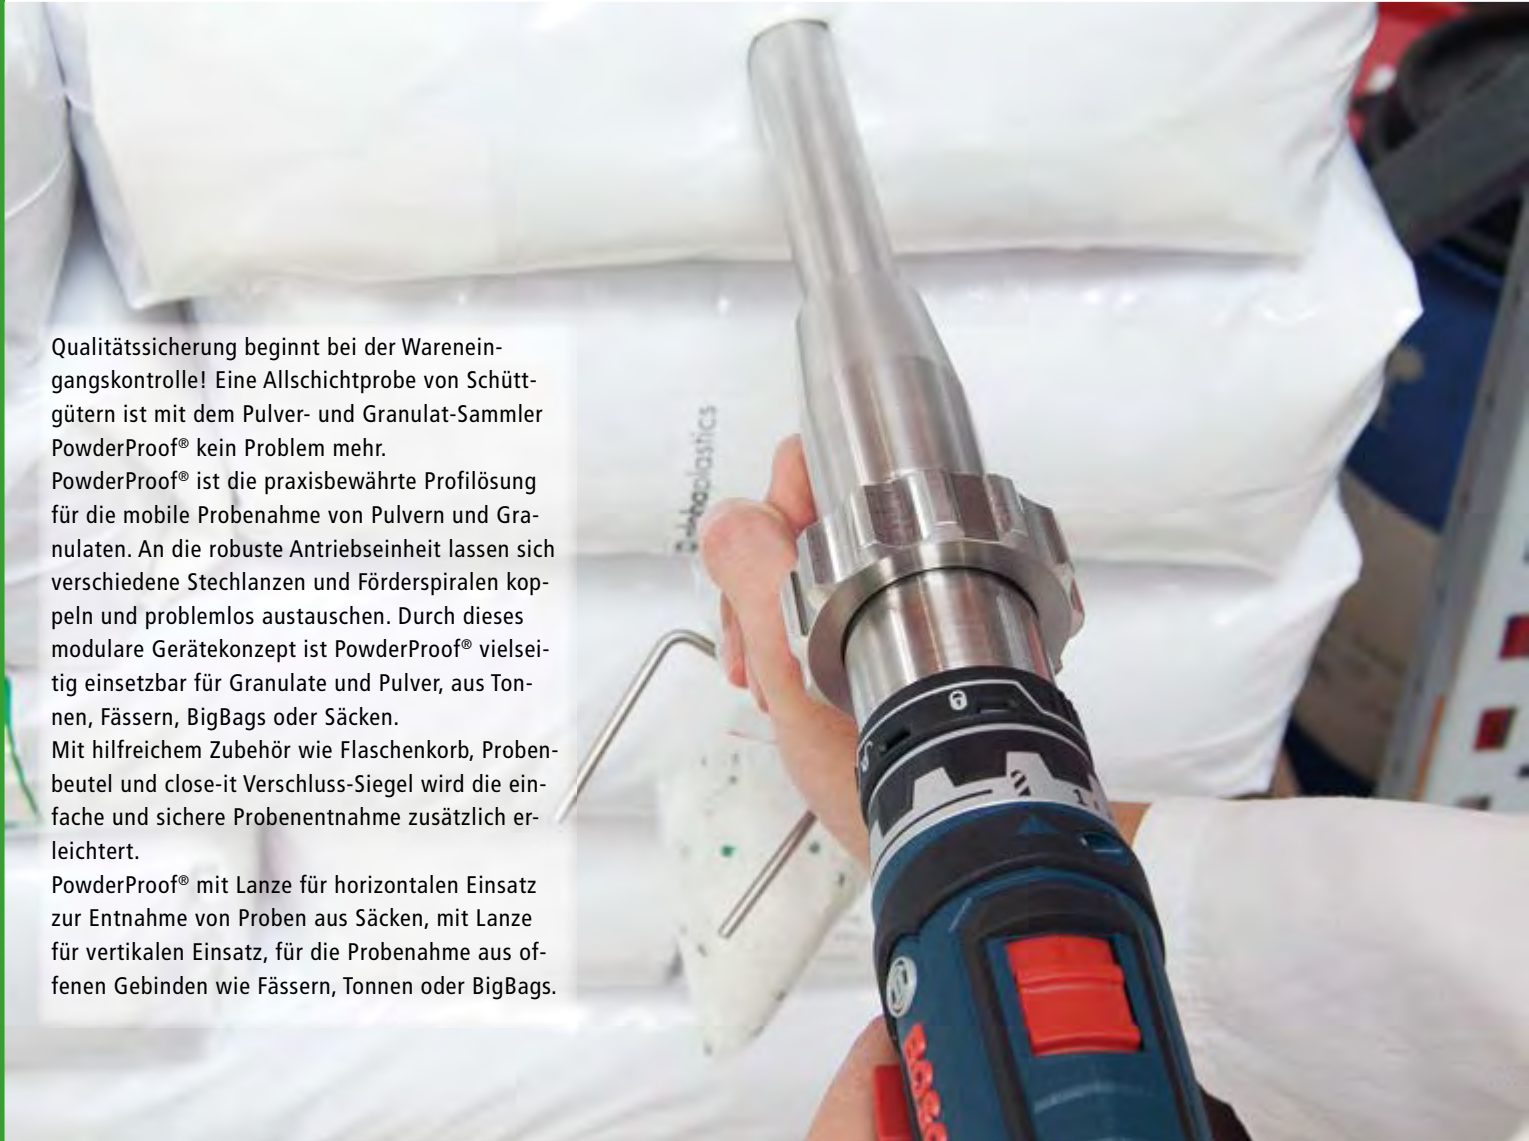 Qualitätssicherung beginnt bei der Warenein-
gangskontrolle! Eine Allschichtprobe von Schütt-
gütern ist mit dem Pulver- und Granulat-Sammler
PowderProof® kein Problem mehr.
PowderProof® ist die praxisbewährte Profilösung
für die mobile Probenahme von Pulvern und Gra-
nulaten. An die robuste Antriebseinheit lassen sich
verschiedene Stechlanzen und Förderspiralen kop-
peln und problemlos austauschen. Durch dieses
modulare Gerätekonzept ist PowderProof® vielsei-
tig einsetzbar für Granulate und Pulver, aus Ton-
nen, Fässern, BigBags oder Säcken.
Mit hilfreichem Zubehör wie Flaschenkorb, Proben-
beutel und close-it Verschluss-Siegel wird die ein-
fache und sichere Probenentnahme zusätzlich er-
leichtert.
PowderProof® mit Lanze für horizontalen Einsatz
zur Entnahme von Proben aus Säcken, mit Lanze
für vertikalen Einsatz, für die Probenahme aus of-
fenen Gebinden wie Fässern, Tonnen oder BigBags.
1